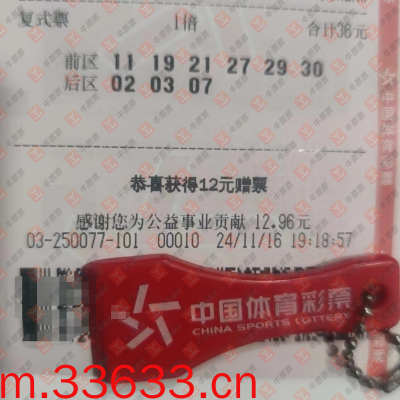 复式票 1倍 合计36元
前区 11 19 21 27 29 30
后区 02 03 07
恭喜获得12元赠票
感谢您为公益事业贡献 12.96元
03-250077-101 00010 24/11/16 19:18:57
中国体育彩票
CHINA SPORTS LOTTERY
m.33633.cn